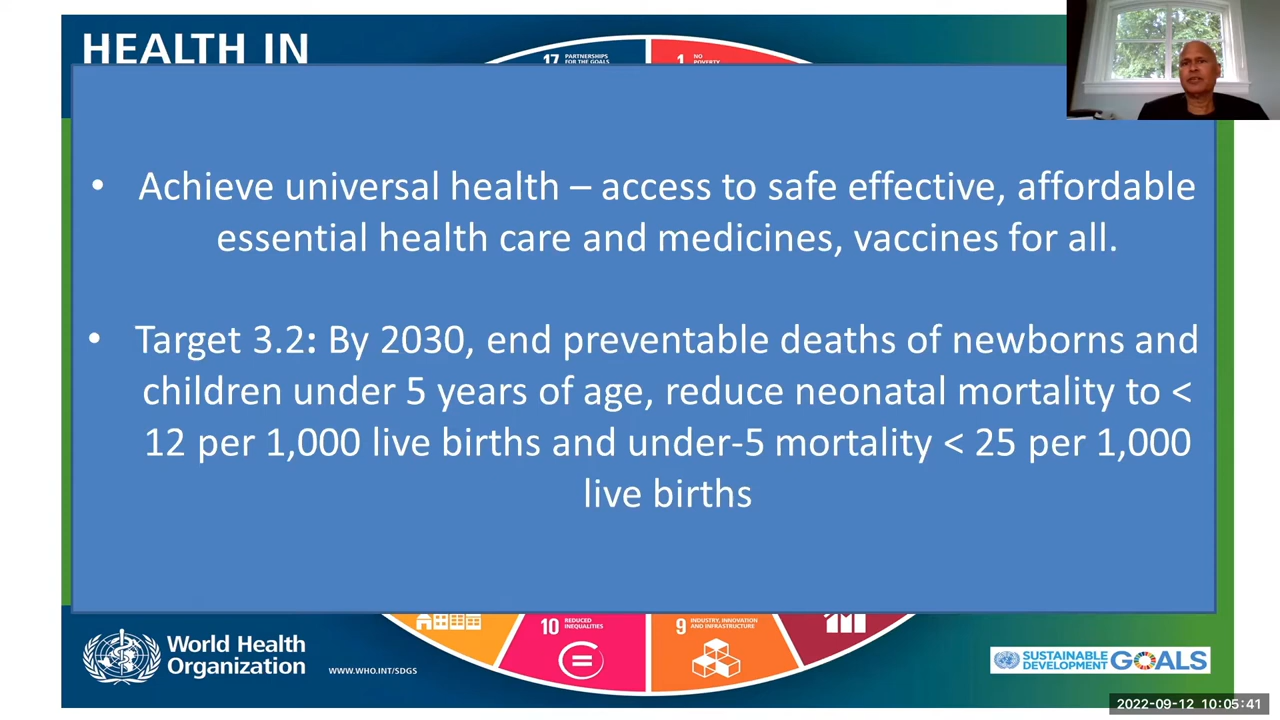 HEALTH IN
17 PARTNERSHIPS
FOR THE GOALS
1 NO
POVERTY
• Achieve universal health – access to safe effective, affordable
essential health care and medicines, vaccines for all.
• Target 3.2: By 2030, end preventable deaths of newborns and
children under 5 years of age, reduce neonatal mortality to <
12 per 1,000 live births and under-5 mortality < 25 per 1,000
live births
10 REDUCED
INEQUALITIES
9 INDUSTRY, INNOVATION
AND INFRASTRUCTURE
World Health
Organization
WWW.WHO.INT/SDGS
SUSTAINABLE
DEVELOPMENT
GOALS
2022-09-12 10:05:41